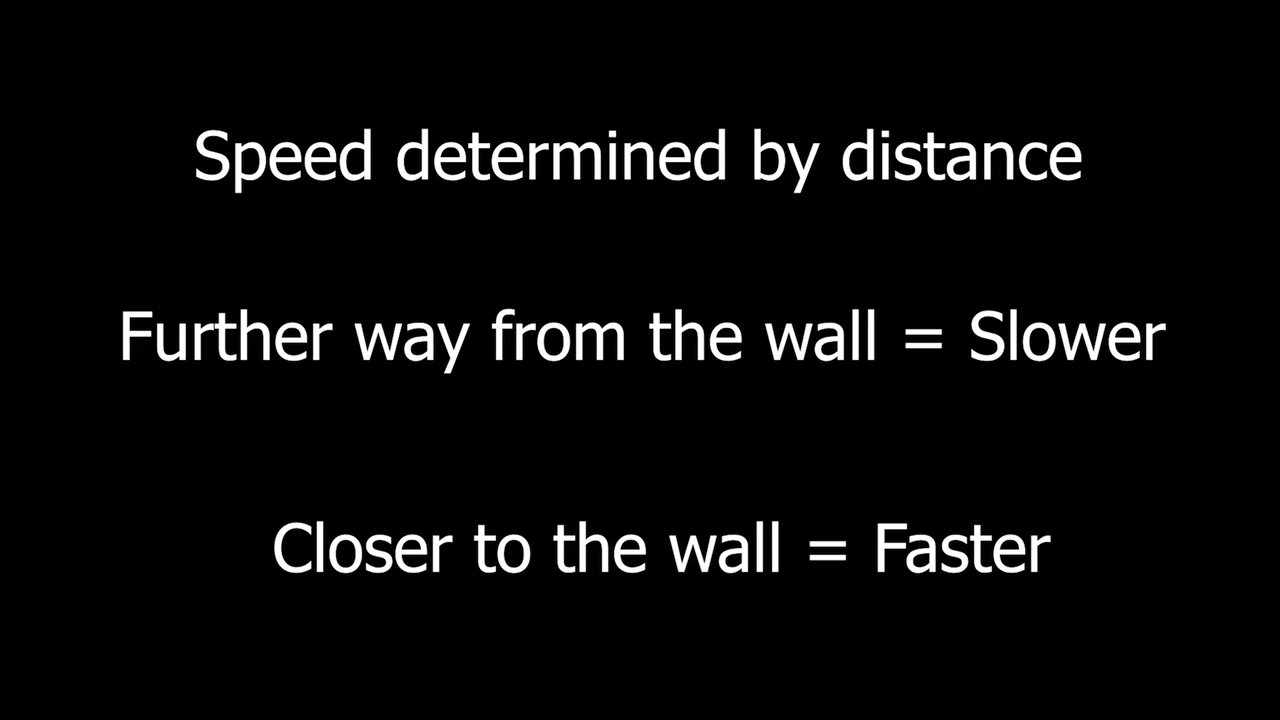 Speed determined by distance
Further way from the wall = Slower
Closer to the wall = Faster